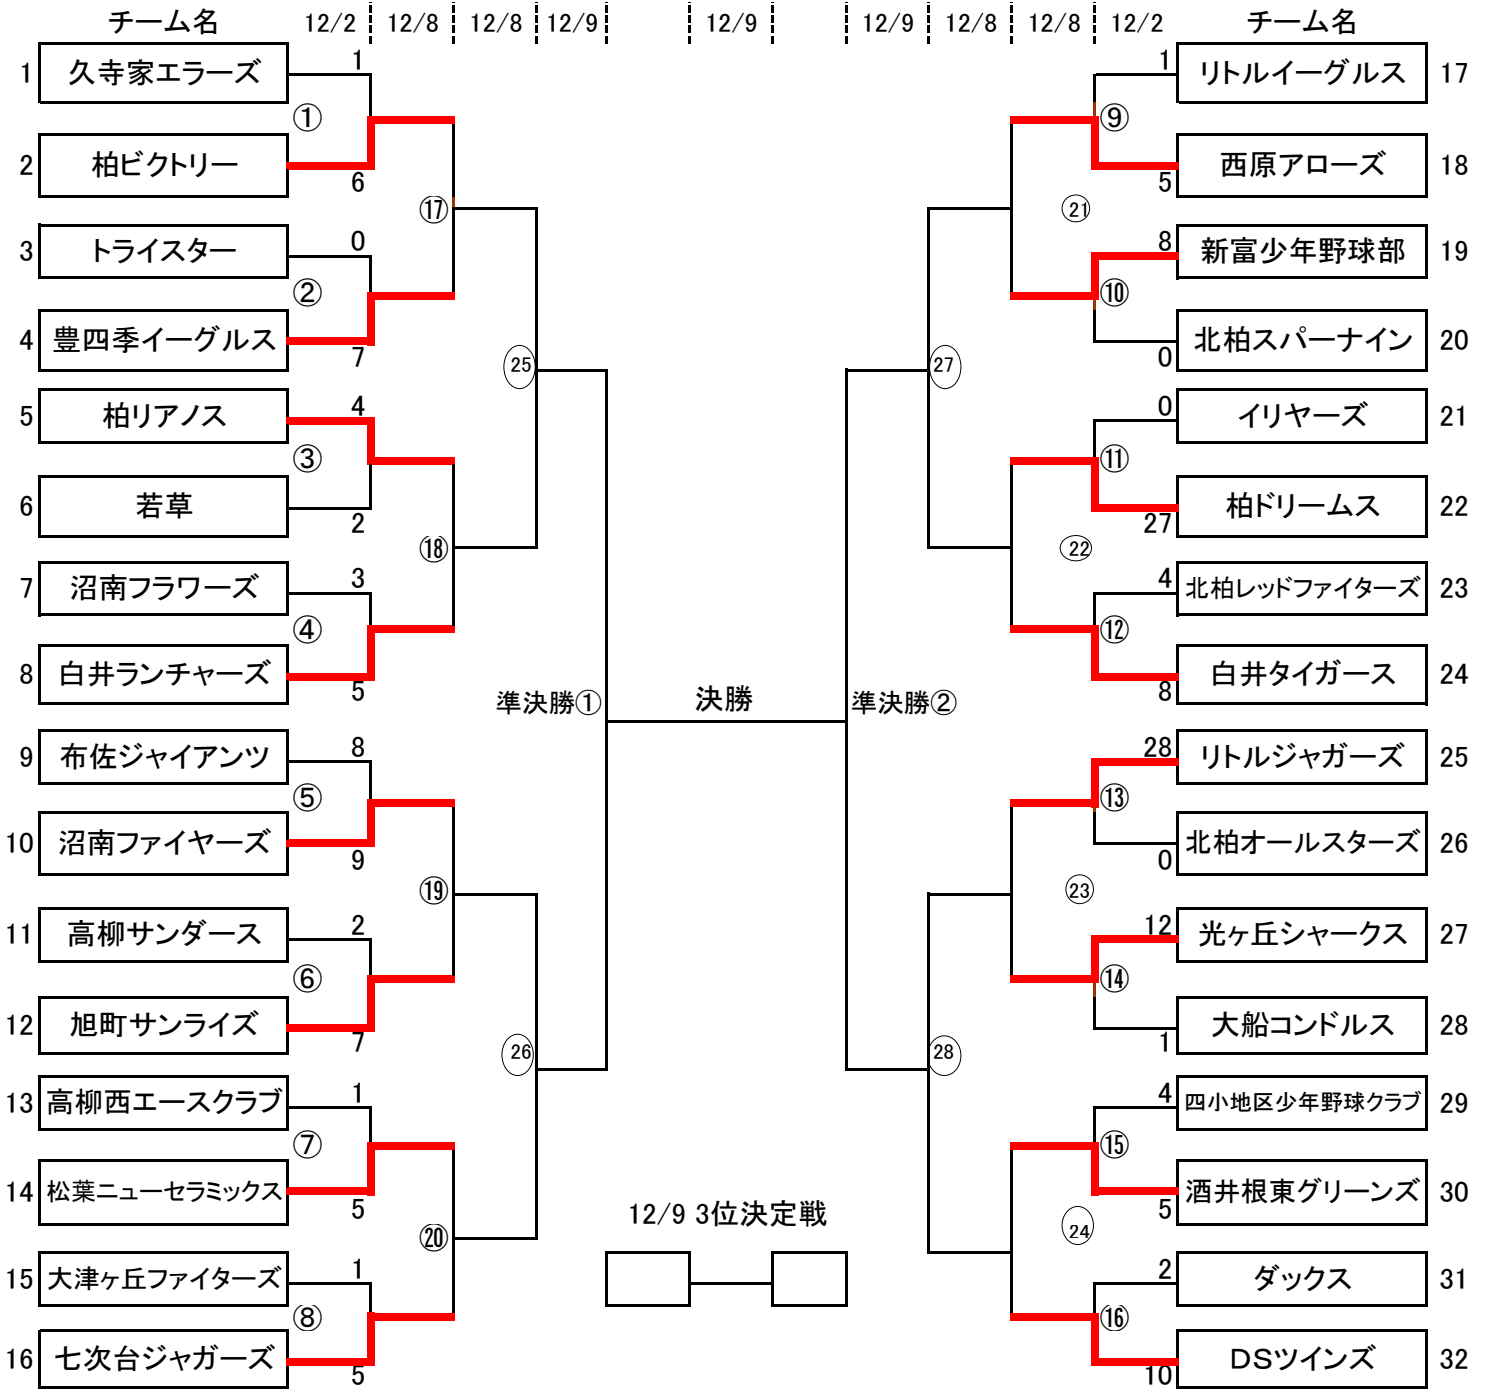 チーム名 12/2 12/8 12/8 12/9 12/9 12/9 12/8 12/8 12/2 チーム名
1 久寺家エラーズ 1
①
2 柏ビクトリー 6
⑰
3 トライスター 0
②
4 豊四季イーグルス 7
25
5 柏リアノス 4
③
6 若草 2
⑱
7 沼南フラワーズ 3
④
8 白井ランチャーズ 5
準決勝① 決勝 準決勝②
9 布佐ジャイアンツ 8
⑤
10 沼南ファイヤーズ 9
⑲
11 高柳サンダース 2
⑥
12 旭町サンライズ 7
26
13 高柳西エースクラブ 1
⑦
14 松葉ニューセラミックス 5
⑳
15 大津ヶ丘ファイターズ 1
⑧
16 七次台ジャガーズ 5
12/9 3位決定戦
1 リトルイーグルス 17
⑨
5 西原アローズ 18
21
8 新富少年野球部 19
⑩
0 北柏スパーナイン 20
27
0 イリヤーズ 21
⑪
27 柏ドリームス 22
22
4 北柏レッドファイターズ 23
⑫
8 白井タイガース 24
28 リトルジャガーズ 25
⑬
0 北柏オールスターズ 26
23
12 光ヶ丘シャークス 27
⑭
1 大船コンドルス 28
28
4 四小地区少年野球クラブ 29
⑮
5 酒井根東グリーンズ 30
24
2 ダックス 31
⑯
10 DSツインズ 32